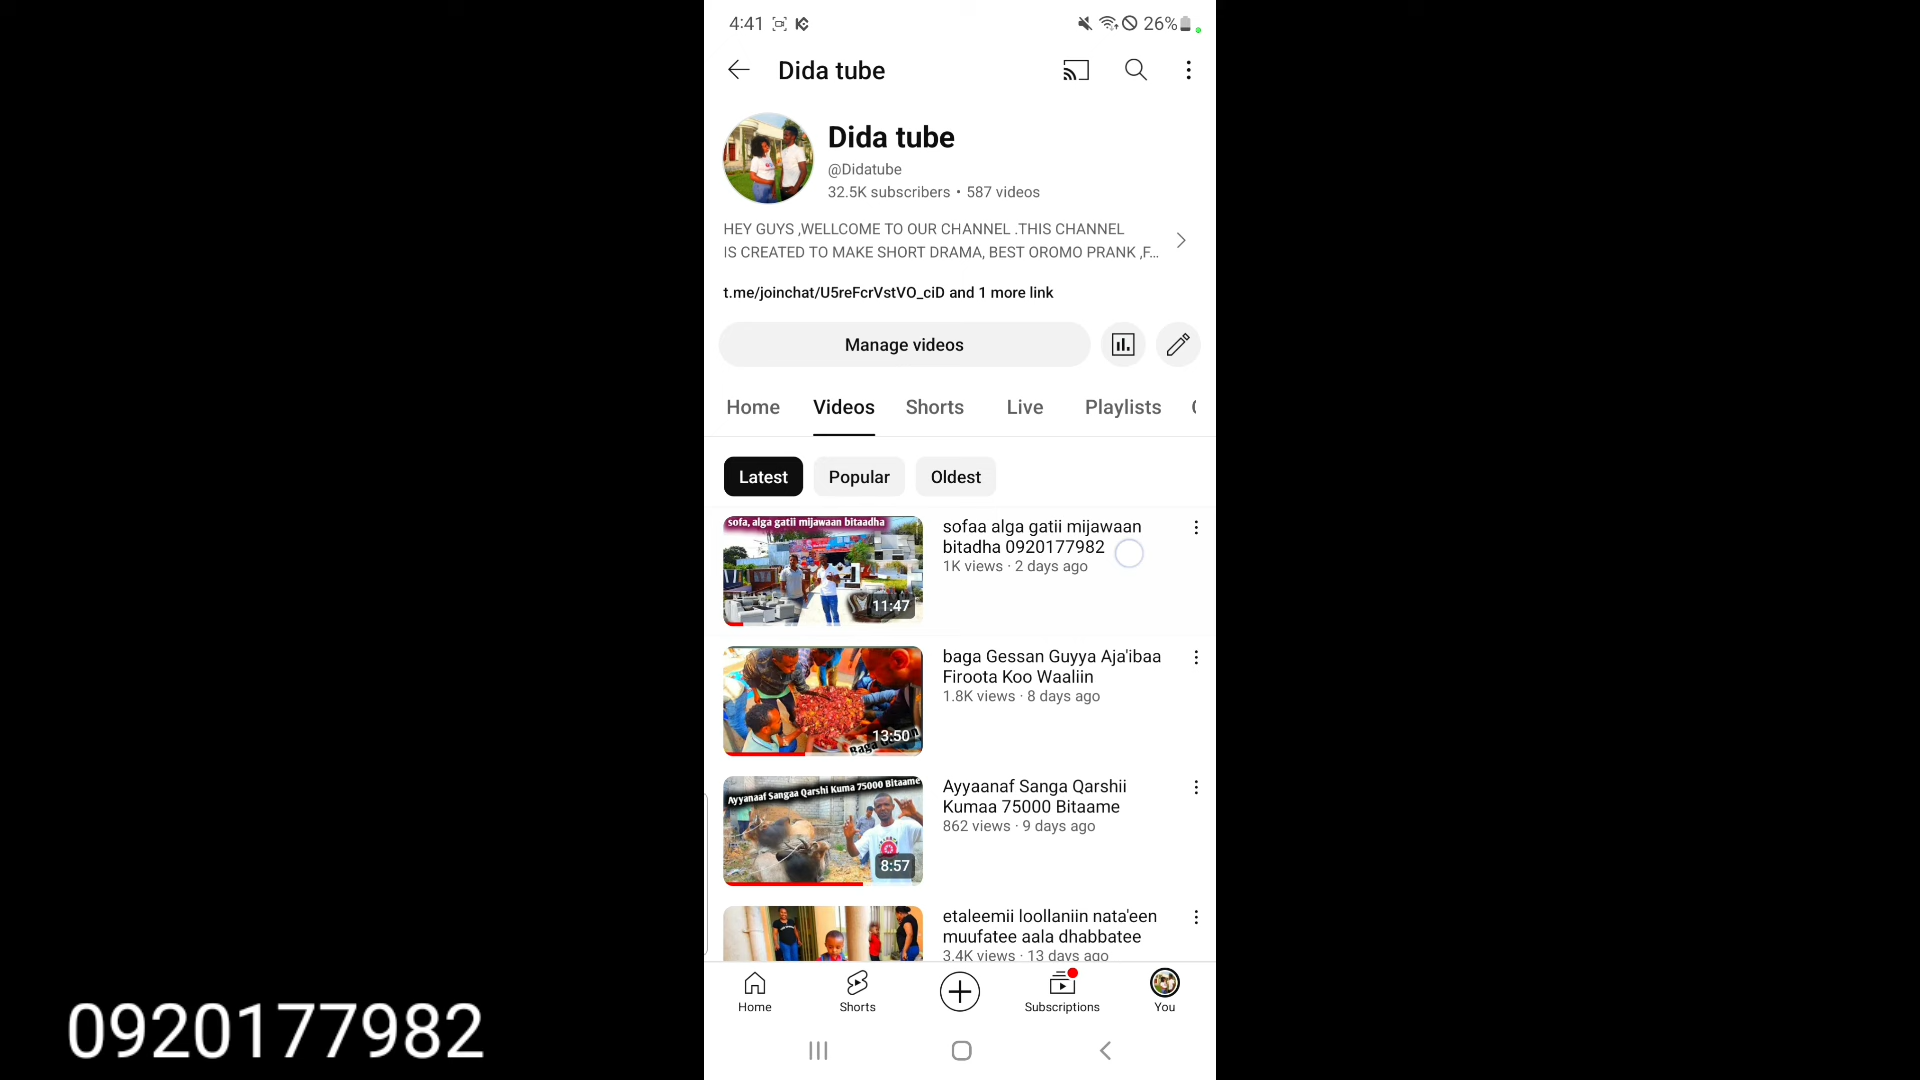 4:41
26%
Dida tube
Dida tube
@Didatube
32.5K subscribers • 587 videos
HEY GUYS ,WELLCOME TO OUR CHANNEL .THIS CHANNEL
IS CREATED TO MAKE SHORT DRAMA, BEST OROMO PRANK ,F...
t.me/joinchat/U5reFcrVstVO_ciD and 1 more link
Manage videos
Home Videos Shorts Live Playlists
Latest Popular Oldest
sofa, alga gatii mijawaan bitaadha
11:47
sofaa alga gatii mijawaan
bitadha 0920177982
1K views · 2 days ago
13:50
baga Gessan Guyya Aja'ibaa
Firoota Koo Waaliin
1.8K views · 8 days ago
Ayyanaaf Sangaa Qarshi Kuma 75000 Bitaame
8:57
Ayyaanaf Sanga Qarshii
Kumaa 75000 Bitaame
862 views · 9 days ago
etaleemii loollaniin nata'een
muufatee aala dhabbatee
3.4K views · 13 days ago
Home Shorts Subscriptions You
0920177982